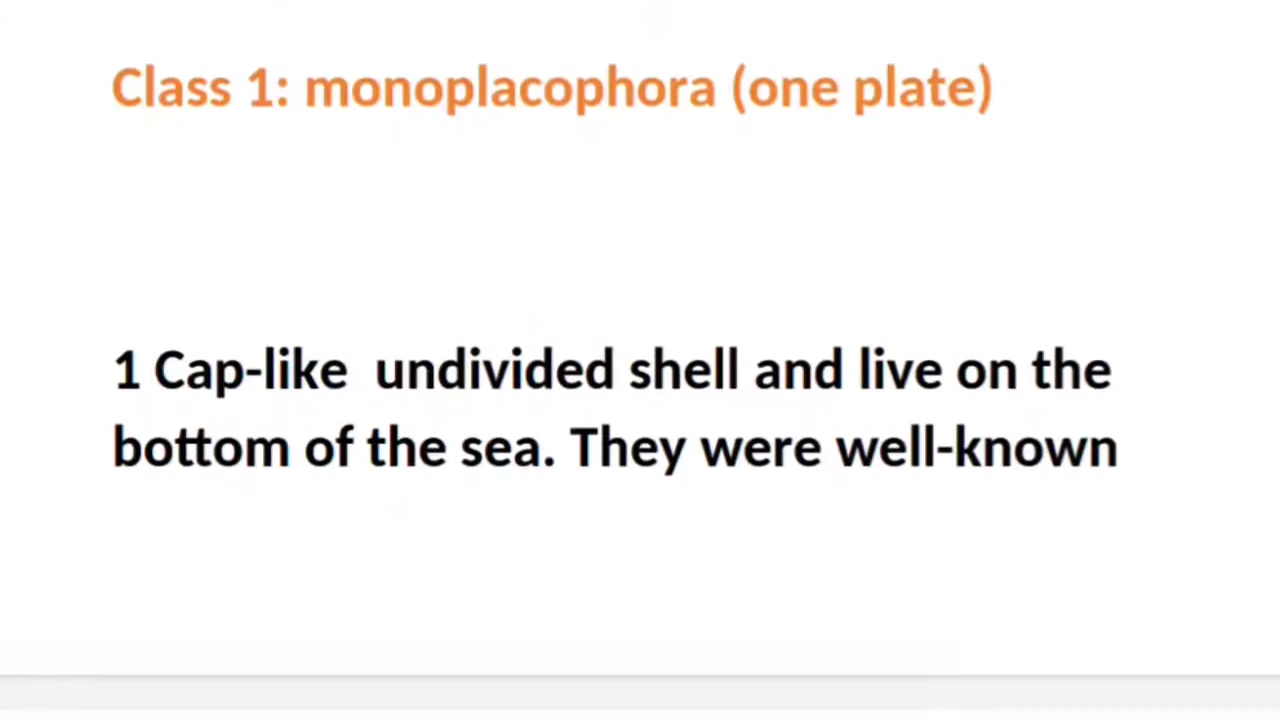 Class 1: monoplacophora (one plate)
1 Cap-like  undivided shell and live on the
bottom of the sea. They were well-known